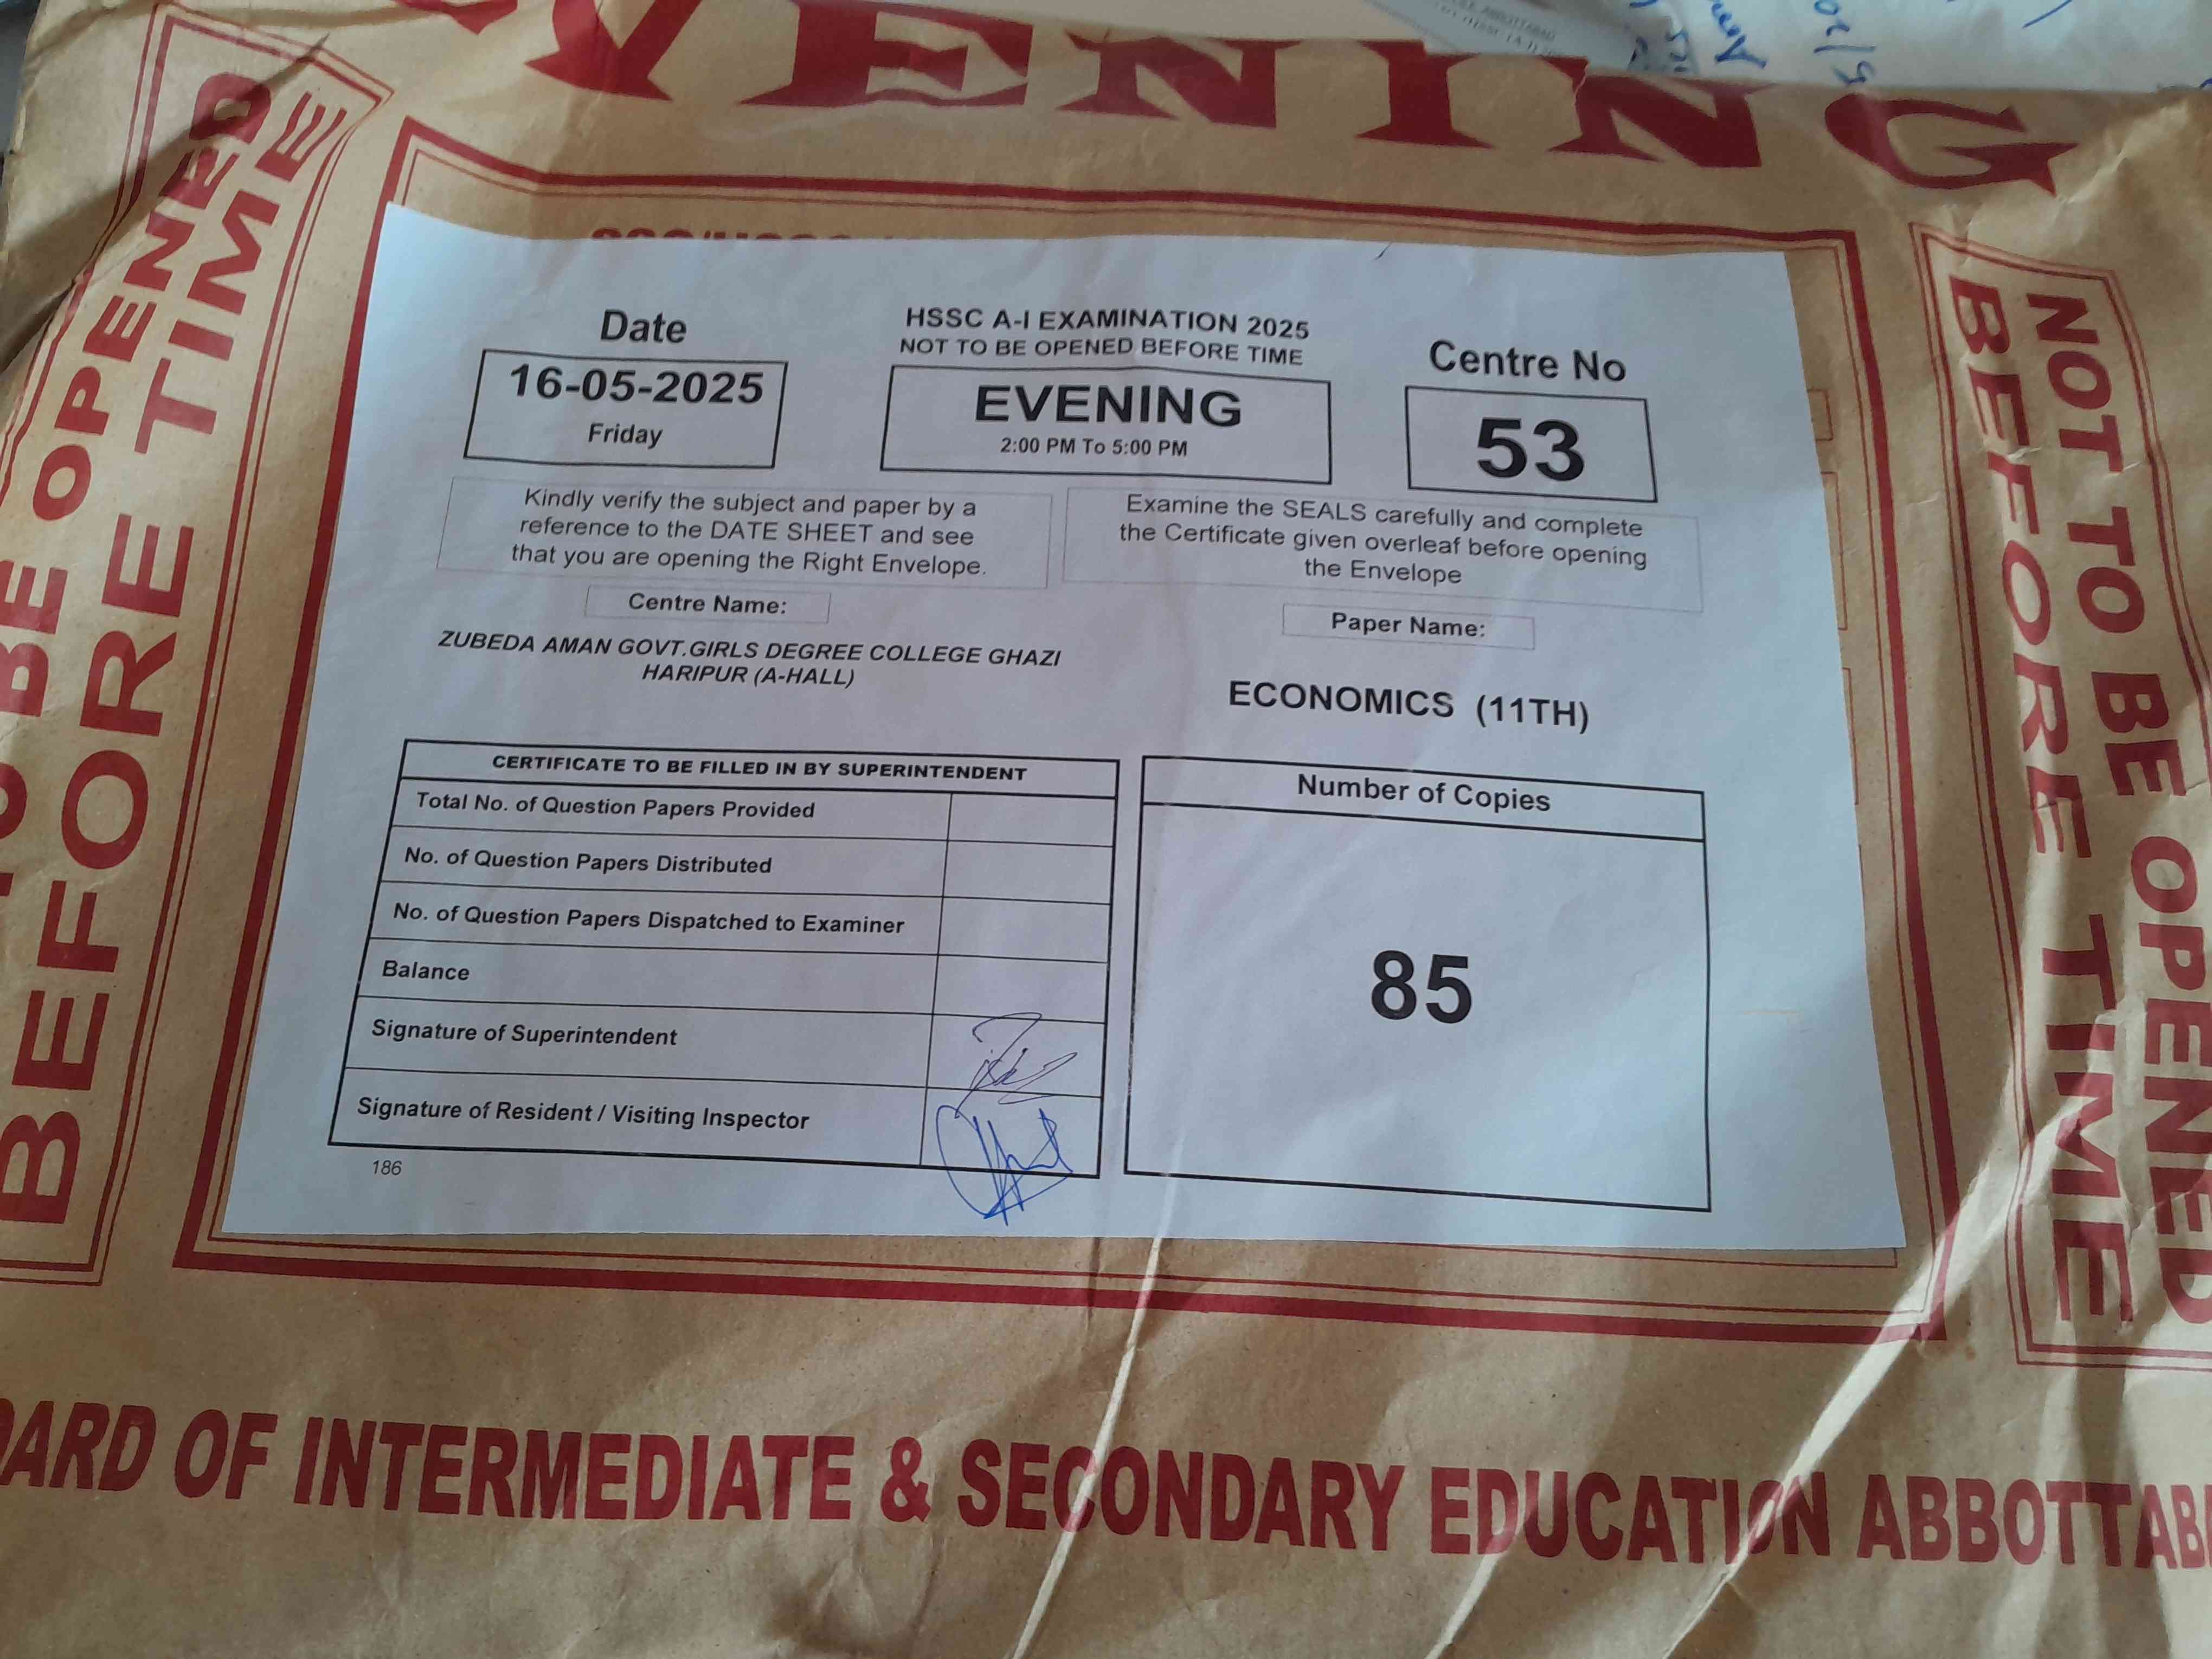 VENING
NOT TO BE OPENED
BEFORE TIME
BE OPENED
BEFORE TIME
Date
16-05-2025
Friday
HSSC A-I EXAMINATION 2025
NOT TO BE OPENED BEFORE TIME
EVENING
2:00 PM To 5:00 PM
Centre No
53
Kindly verify the subject and paper by a
reference to the DATE SHEET and see
that you are opening the Right Envelope.
Examine the SEALS carefully and complete
the Certificate given overleaf before opening
the Envelope
Centre Name:
ZUBEDA AMAN GOVT.GIRLS DEGREE COLLEGE GHAZI
HARIPUR (A-HALL)
Paper Name:
ECONOMICS (11TH)
CERTIFICATE TO BE FILLED IN BY SUPERINTENDENT
Total No. of Question Papers Provided
No. of Question Papers Distributed
No. of Question Papers Dispatched to Examiner
Balance
Signature of Superintendent
Signature of Resident / Visiting Inspector
186
Number of Copies
85
ARD OF INTERMEDIATE & SECONDARY EDUCATION ABBOTTAB